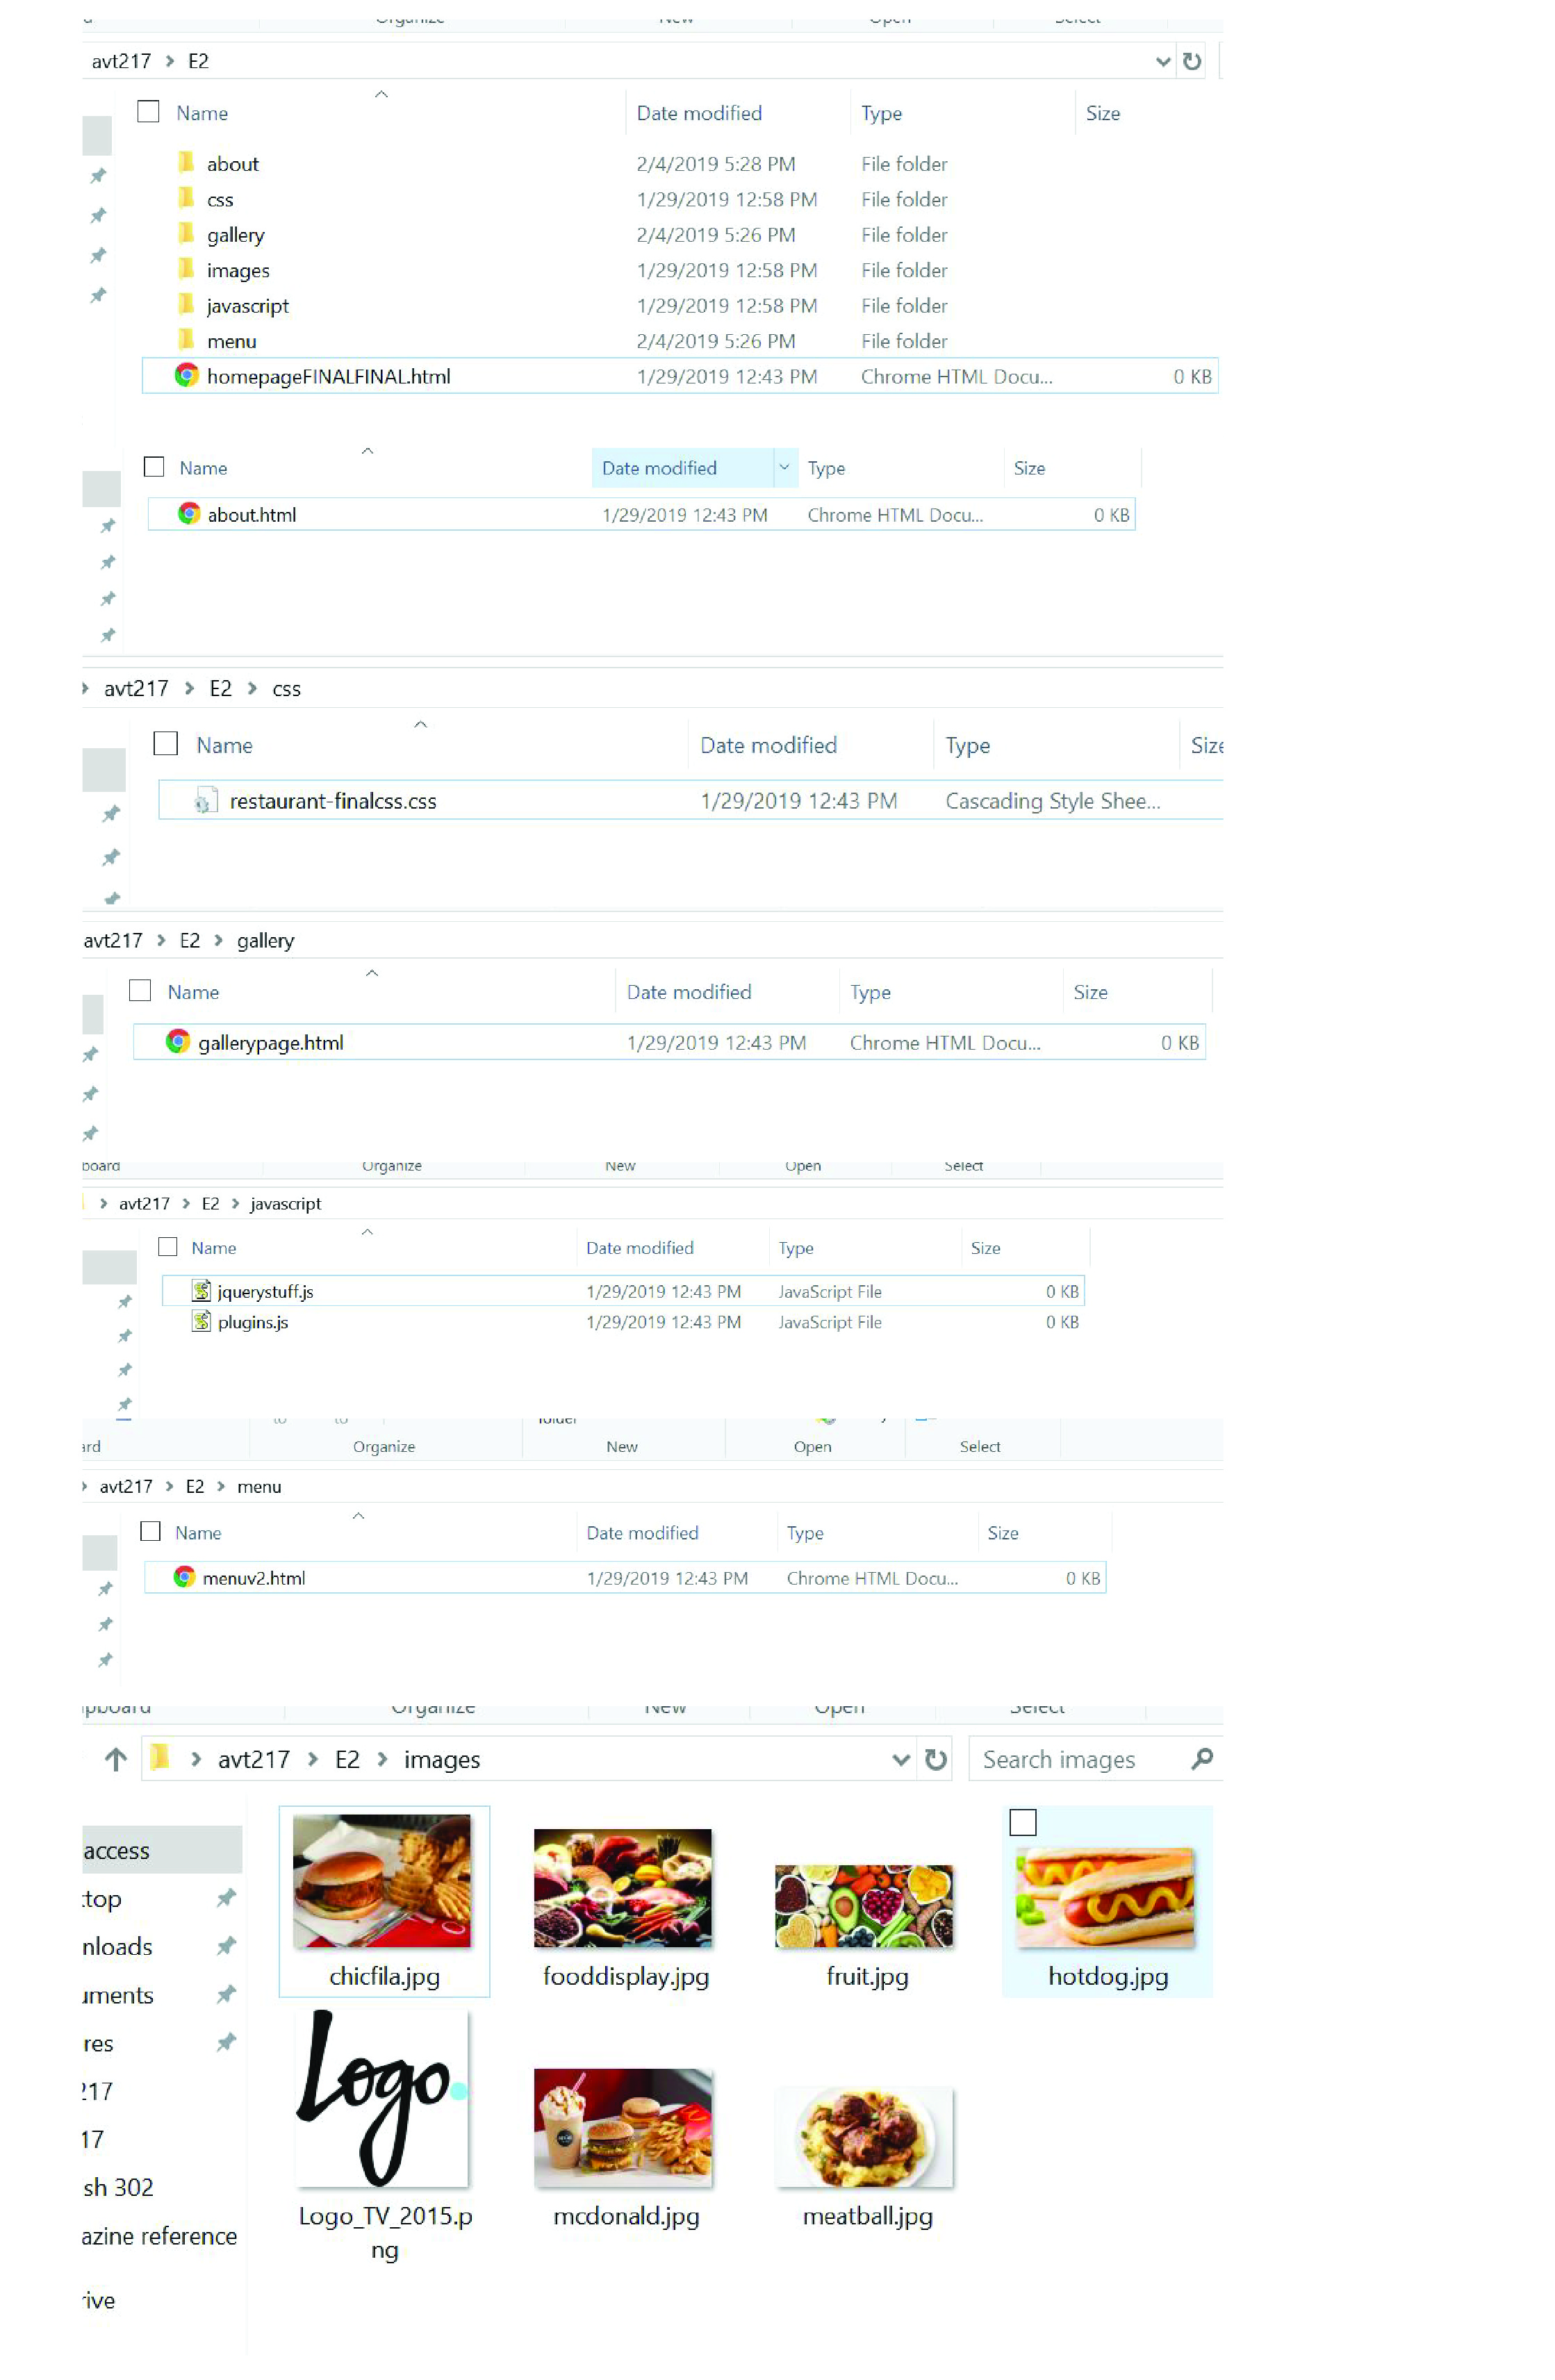 Organize New Open Select
avt217 > E2
Name Date modified Type Size
about 2/4/2019 5:28 PM File folder
css 1/29/2019 12:58 PM File folder
gallery 2/4/2019 5:26 PM File folder
images 1/29/2019 12:58 PM File folder
javascript 1/29/2019 12:58 PM File folder
menu 2/4/2019 5:26 PM File folder
homepageFINALFINAL.html 1/29/2019 12:43 PM Chrome HTML Docu... 0 KB
Name Date modified Type Size
about.html 1/29/2019 12:43 PM Chrome HTML Docu... 0 KB
> avt217 > E2 > css
Name Date modified Type Size
restaurant-finalcss.css 1/29/2019 12:43 PM Cascading Style Shee...
avt217 > E2 > gallery
Name Date modified Type Size
gallerypage.html 1/29/2019 12:43 PM Chrome HTML Docu... 0 KB
board Organize New Open Select
> avt217 > E2 > javascript
Name Date modified Type Size
jquerystuff.js 1/29/2019 12:43 PM JavaScript File 0 KB
plugins.js 1/29/2019 12:43 PM JavaScript File 0 KB
to to folder
ard Organize New Open Select
> avt217 > E2 > menu
Name Date modified Type Size
menuv2.html 1/29/2019 12:43 PM Chrome HTML Docu... 0 KB
pboard Organize New Open Select
> avt217 > E2 > images Search images
access
ktop
nloads
uments
res
217
17
sh 302
azine reference
rive
chicfila.jpg fooddisplay.jpg fruit.jpg hotdog.jpg
Logo
Logo_TV_2015.p mcdonald.jpg meatball.jpg
ng